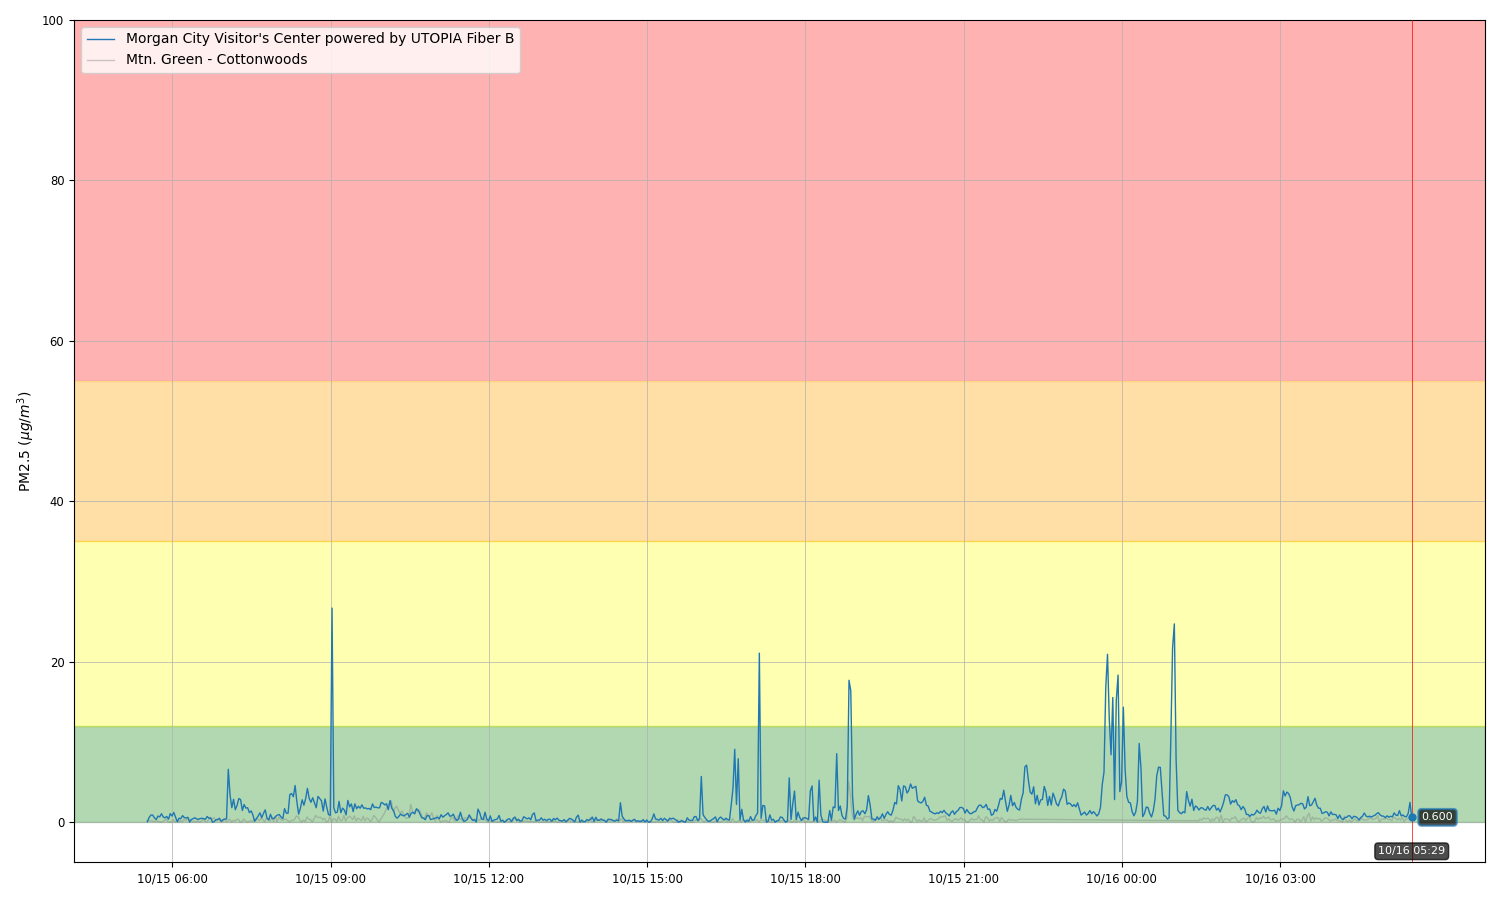 100
Morgan City Visitor's Center powered by UTOPIA Fiber B
Mtn. Green - Cottonwoods
80
60
PM2.5 (μg/m³)
40
20
0
0.600
10/16 05:29
10/15 06:00 10/15 09:00 10/15 12:00 10/15 15:00 10/15 18:00 10/15 21:00 10/16 00:00 10/16 03:00